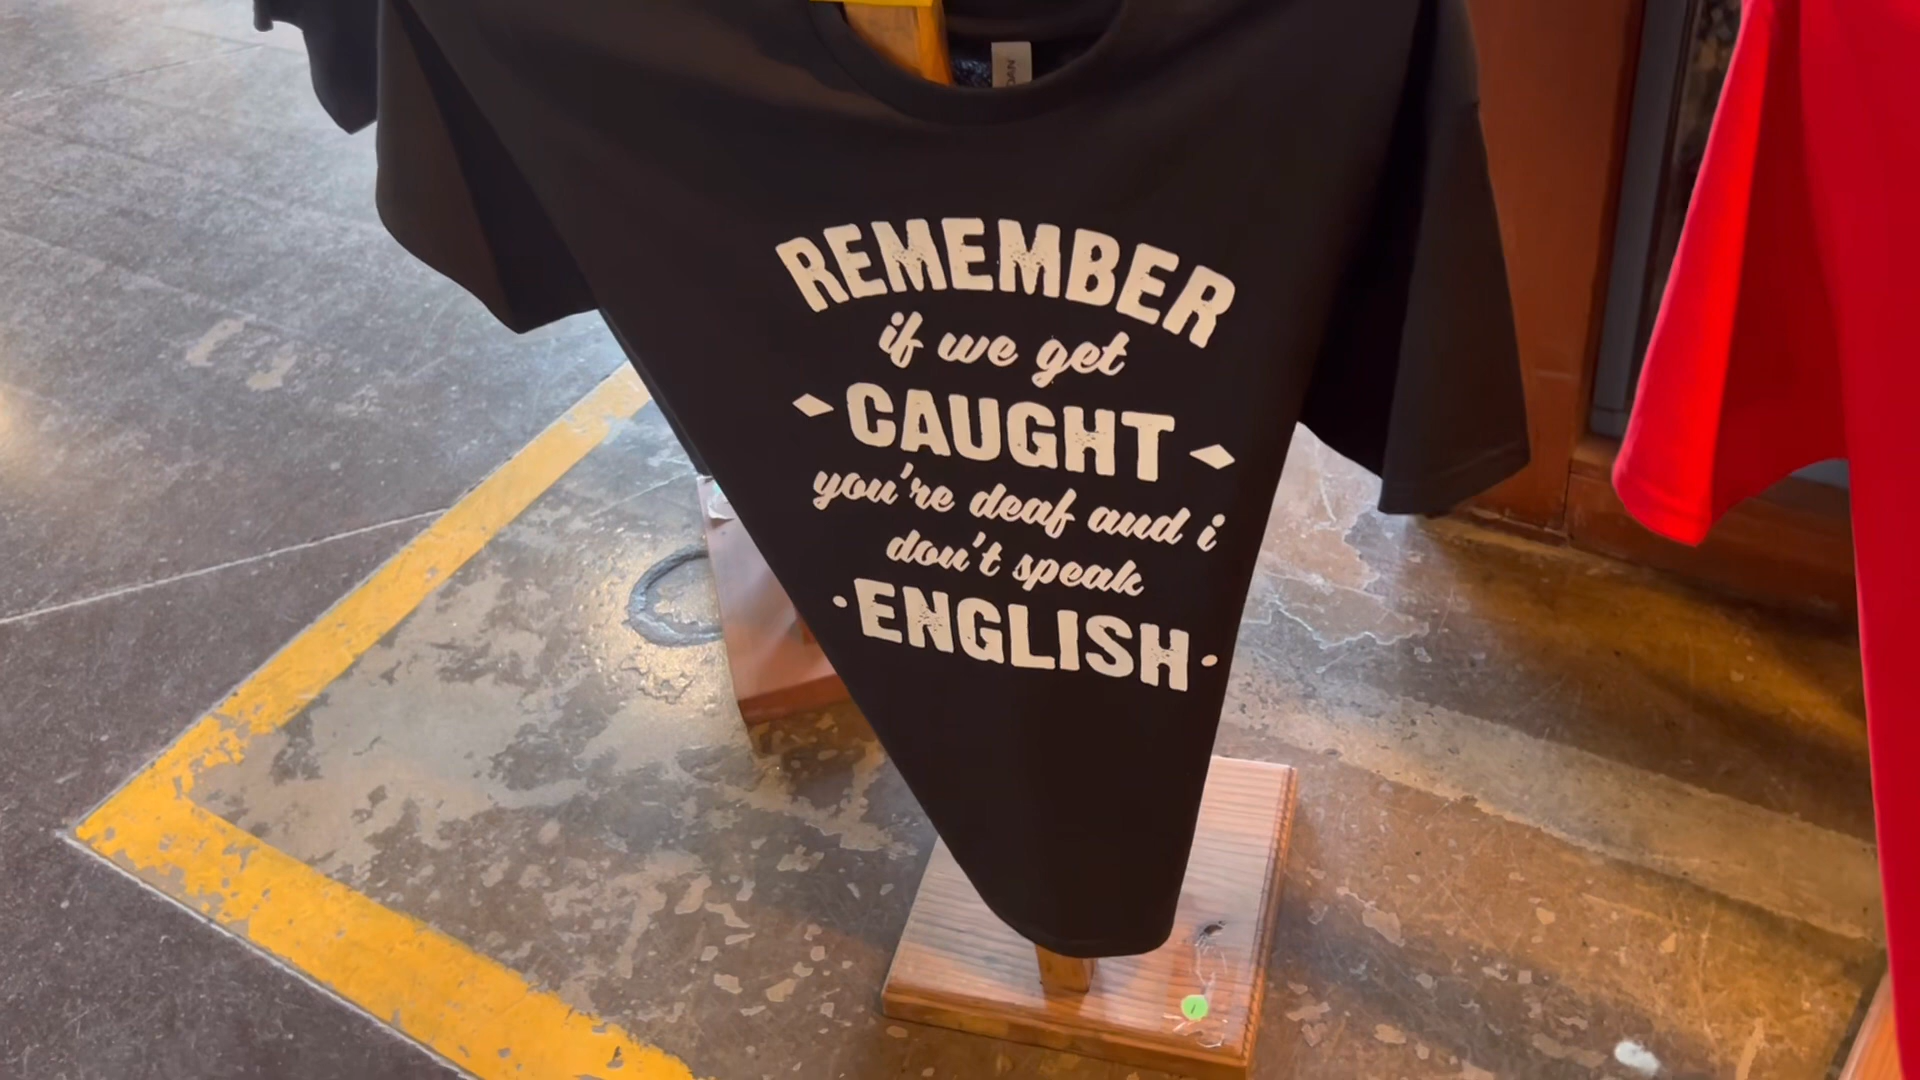 REMEMBER
if we get
CAUGHT
you're deaf and i
don't speak
ENGLISH